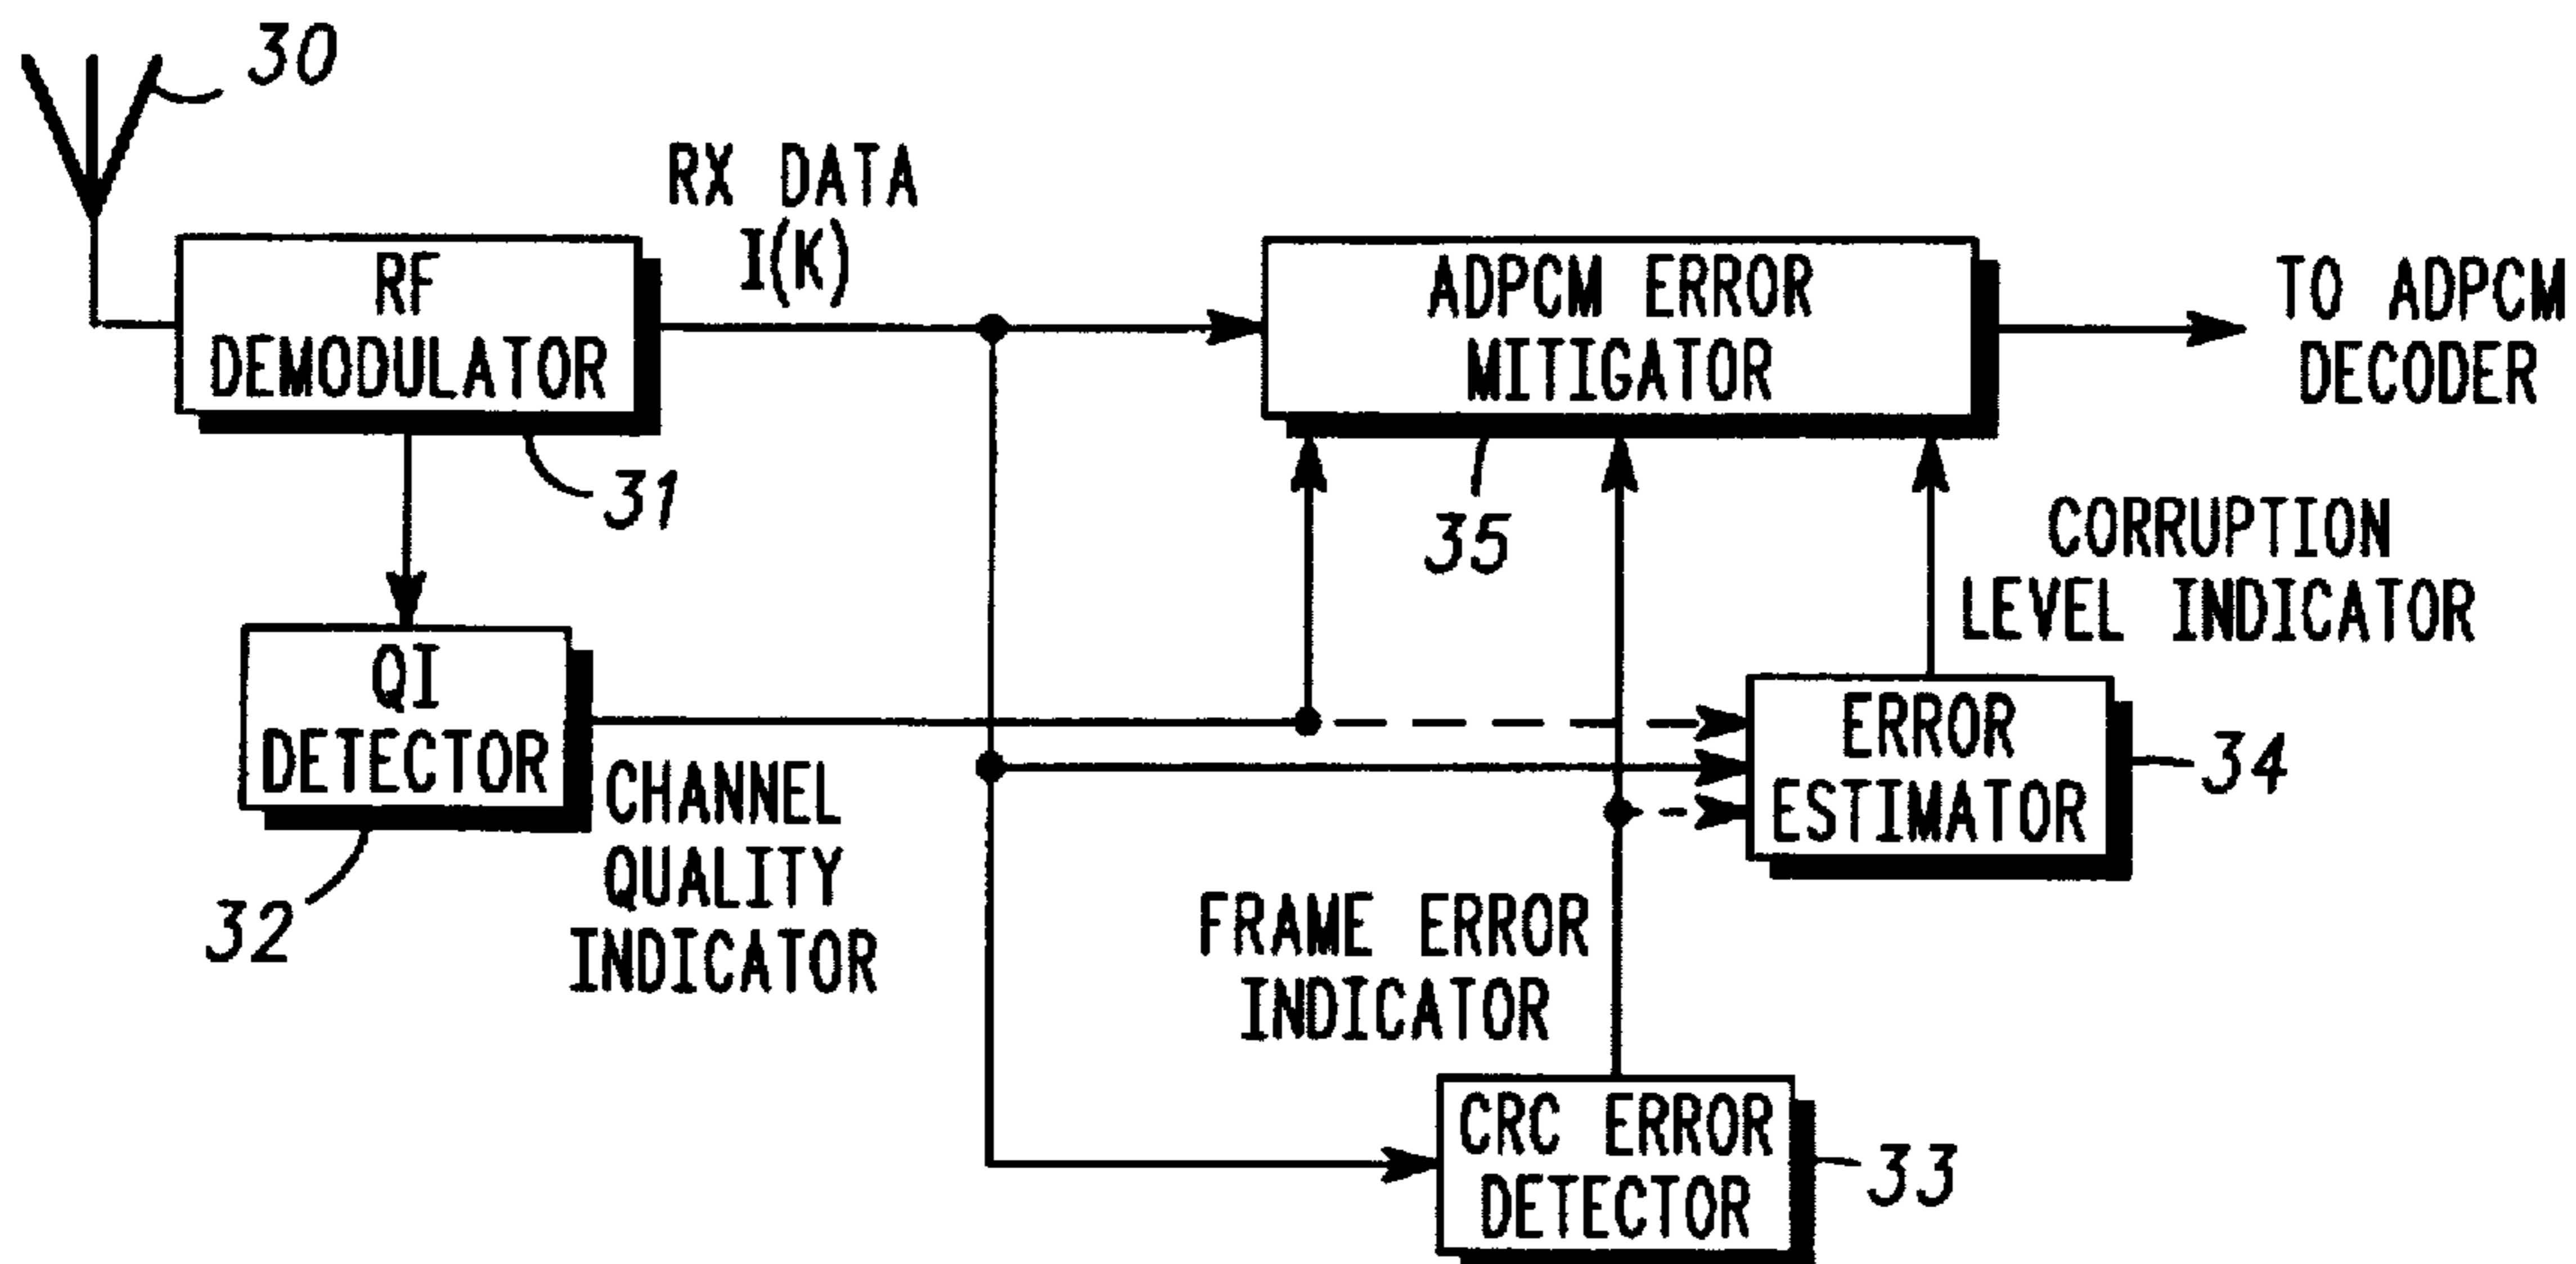 30
RX DATA
I(K)
RF
DEMODULATOR
31
ADPCM ERROR
MITIGATOR
35
TO ADPCM
DECODER
CORRUPTION
LEVEL INDICATOR
QI
DETECTOR
32
CHANNEL
QUALITY
INDICATOR
ERROR
ESTIMATOR
34
FRAME ERROR
INDICATOR
CRC ERROR
DETECTOR
33